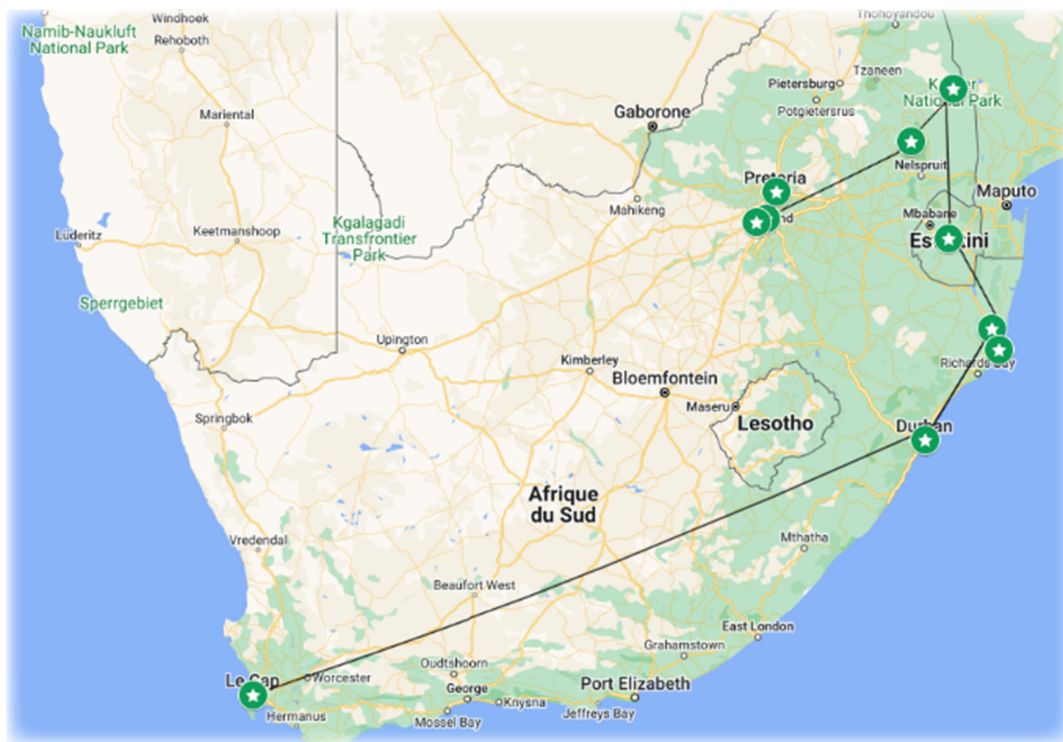 Namib-Naukluft
National Park
Windhoek
Rehoboth
Thohoyandou
Tzaneen
Pietersburg
Potgietersrus
National Park
Gaborone
Mariental
Nelspruit
Pretoria
Maputo
Mahikeng
Mbabane
Kgalagadi
Transfrontier
Park
Lüderitz
Keetmanshoop
Sperrgebiet
Upington
Kimberley
Richards Bay
Bloemfontein
Maseru
Lesotho
Springbok
Durban
Afrique
du Sud
Mthatha
Vredendal
Beaufort West
East London
Grahamstown
Oudtshoorn
Le Cap
Worcester
George
Port Elizabeth
Knysna
Hermanus
Mossel Bay
Jeffreys Bay